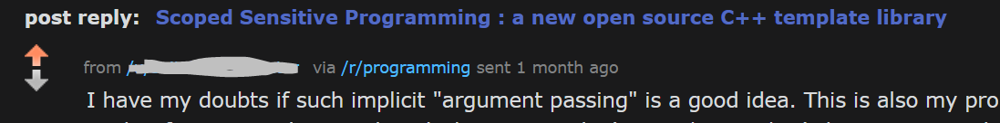 post reply: Scoped Sensitive Programming : a new open source C++ template library
from via /r/programming sent 1 month ago
I have my doubts if such implicit "argument passing" is a good idea. This is also my pro